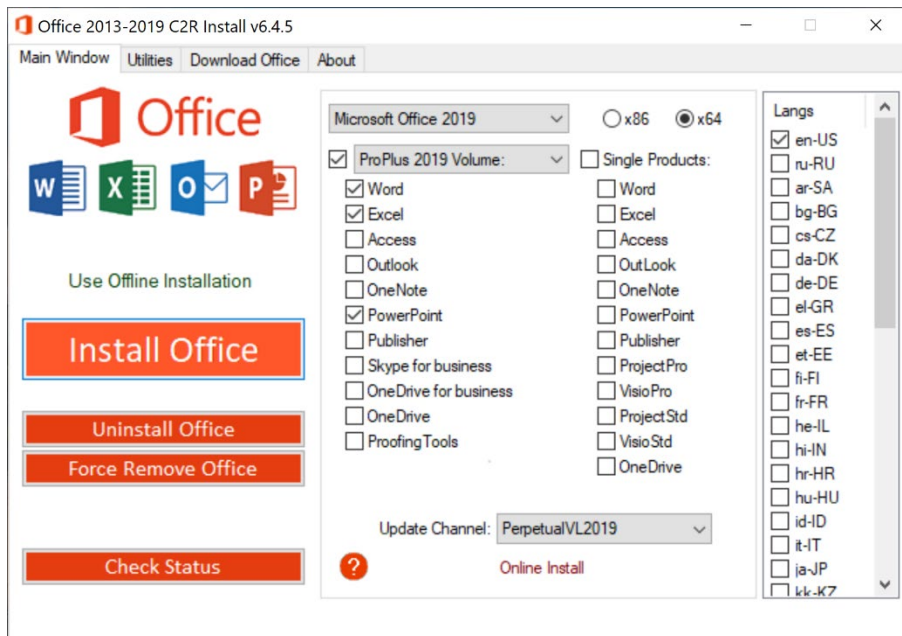 Office 2013-2019 C2R Install v6.4.5
Main Window Utilities Download Office About
Office
W X O P
Use Offline Installation
Install Office
Uninstall Office
Force Remove Office
Check Status
Microsoft Office 2019
x86 x64
ProPlus 2019 Volume:
Word
Excel
Access
Outlook
OneNote
PowerPoint
Publisher
Skype for business
OneDrive for business
OneDrive
ProofingTools
Single Products:
Word
Excel
Access
OutLook
OneNote
PowerPoint
Publisher
ProjectPro
VisioPro
ProjectStd
VisioStd
OneDrive
Update Channel: PerpetualVL2019
? Online Install
Langs
en-US
ru-RU
ar-SA
bg-BG
cs-CZ
da-DK
de-DE
el-GR
es-ES
et-EE
fi-FI
fr-FR
he-IL
hi-IN
hr-HR
hu-HU
id-ID
it-IT
ja-JP
kk-KZ